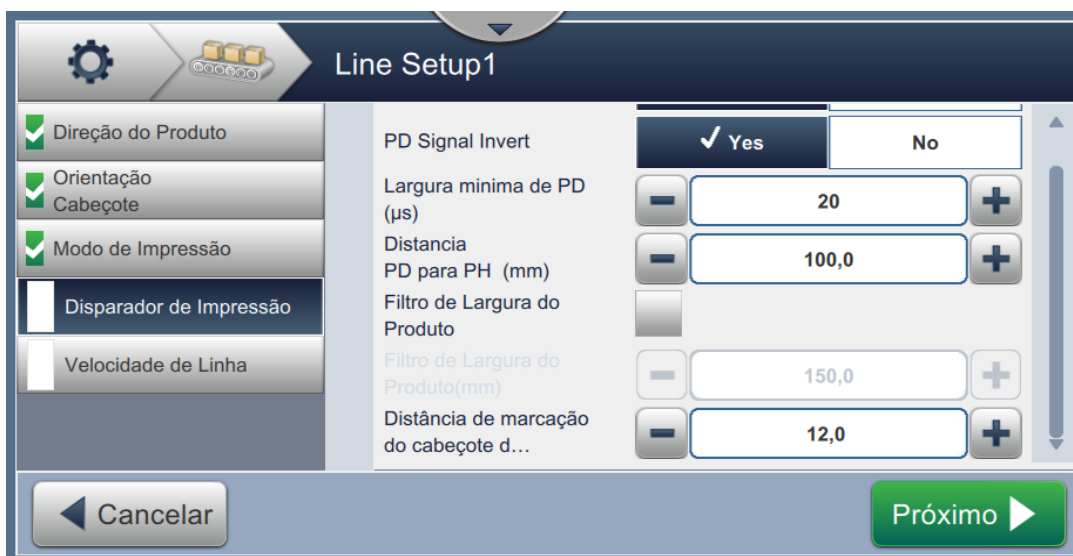 Line Setup1
Direção do Produto
Orientação
Cabeçote
Modo de Impressão
Disparador de Impressão
Velocidade de Linha
PD Signal Invert
Yes
No
Largura minima de PD
(µs)
20
Distancia
PD para PH (mm)
100,0
Filtro de Largura do
Produto
Filtro de Largura do
Produto(mm)
150,0
Distância de marcação
do cabeçote d...
12,0
Cancelar
Próximo